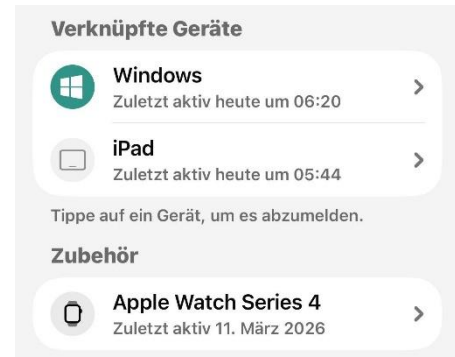 Verknüpfte Geräte
Windows
Zuletzt aktiv heute um 06:20
iPad
Zuletzt aktiv heute um 05:44
Tippe auf ein Gerät, um es abzumelden.
Zubehör
Apple Watch Series 4
Zuletzt aktiv 11. März 2026